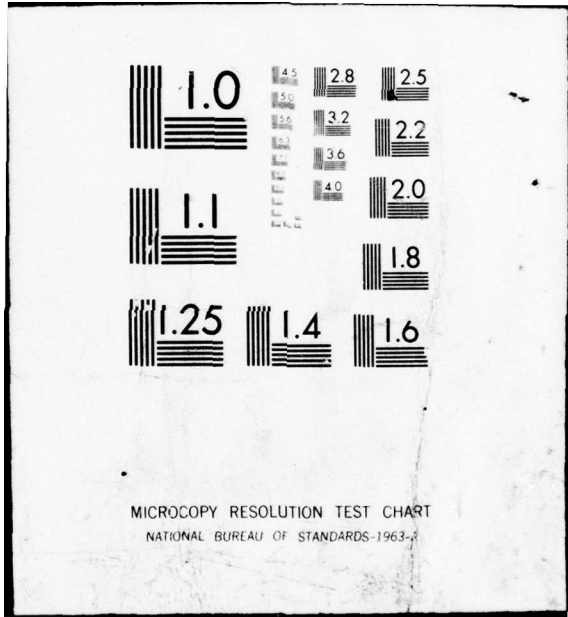 1.0 4.5 2.8 2.5
5.0
5.6 3.2 2.2
6.3
3.6
4.0 2.0
1.1
1.8
1.25 1.4 1.6
MICROCOPY RESOLUTION TEST CHART
NATIONAL BUREAU OF STANDARDS-1963-